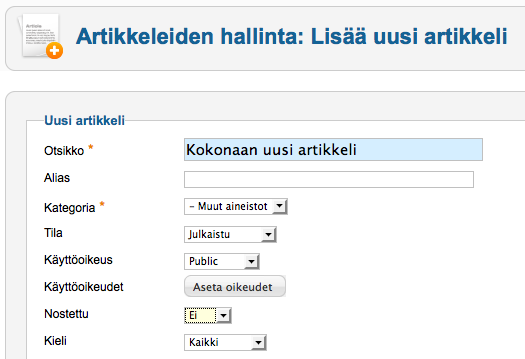 Artikkeleiden hallinta: Lisää uusi artikkeli
Uusi artikkeli
Otsikko * Kokonaan uusi artikkeli
Alias
Kategoria * - Muut aineistot
Tila Julkaistu
Käyttöoikeus Public
Käyttöoikeudet Aseta oikeudet
Nostettu Ei
Kieli Kaikki